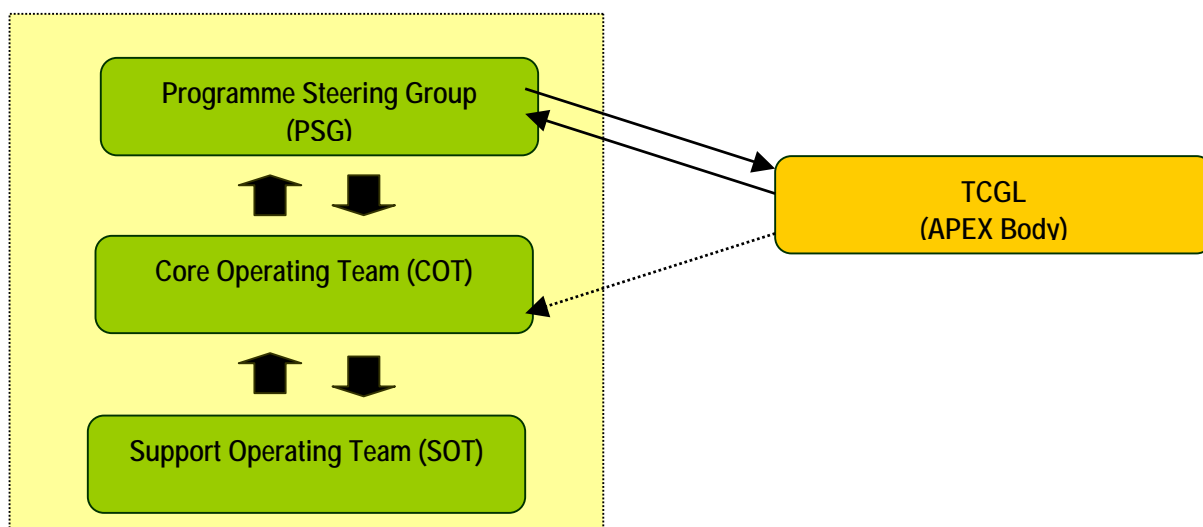 Programme Steering Group
(PSG)
TCGL
(APEX Body)
Core Operating Team (COT)
Support Operating Team (SOT)